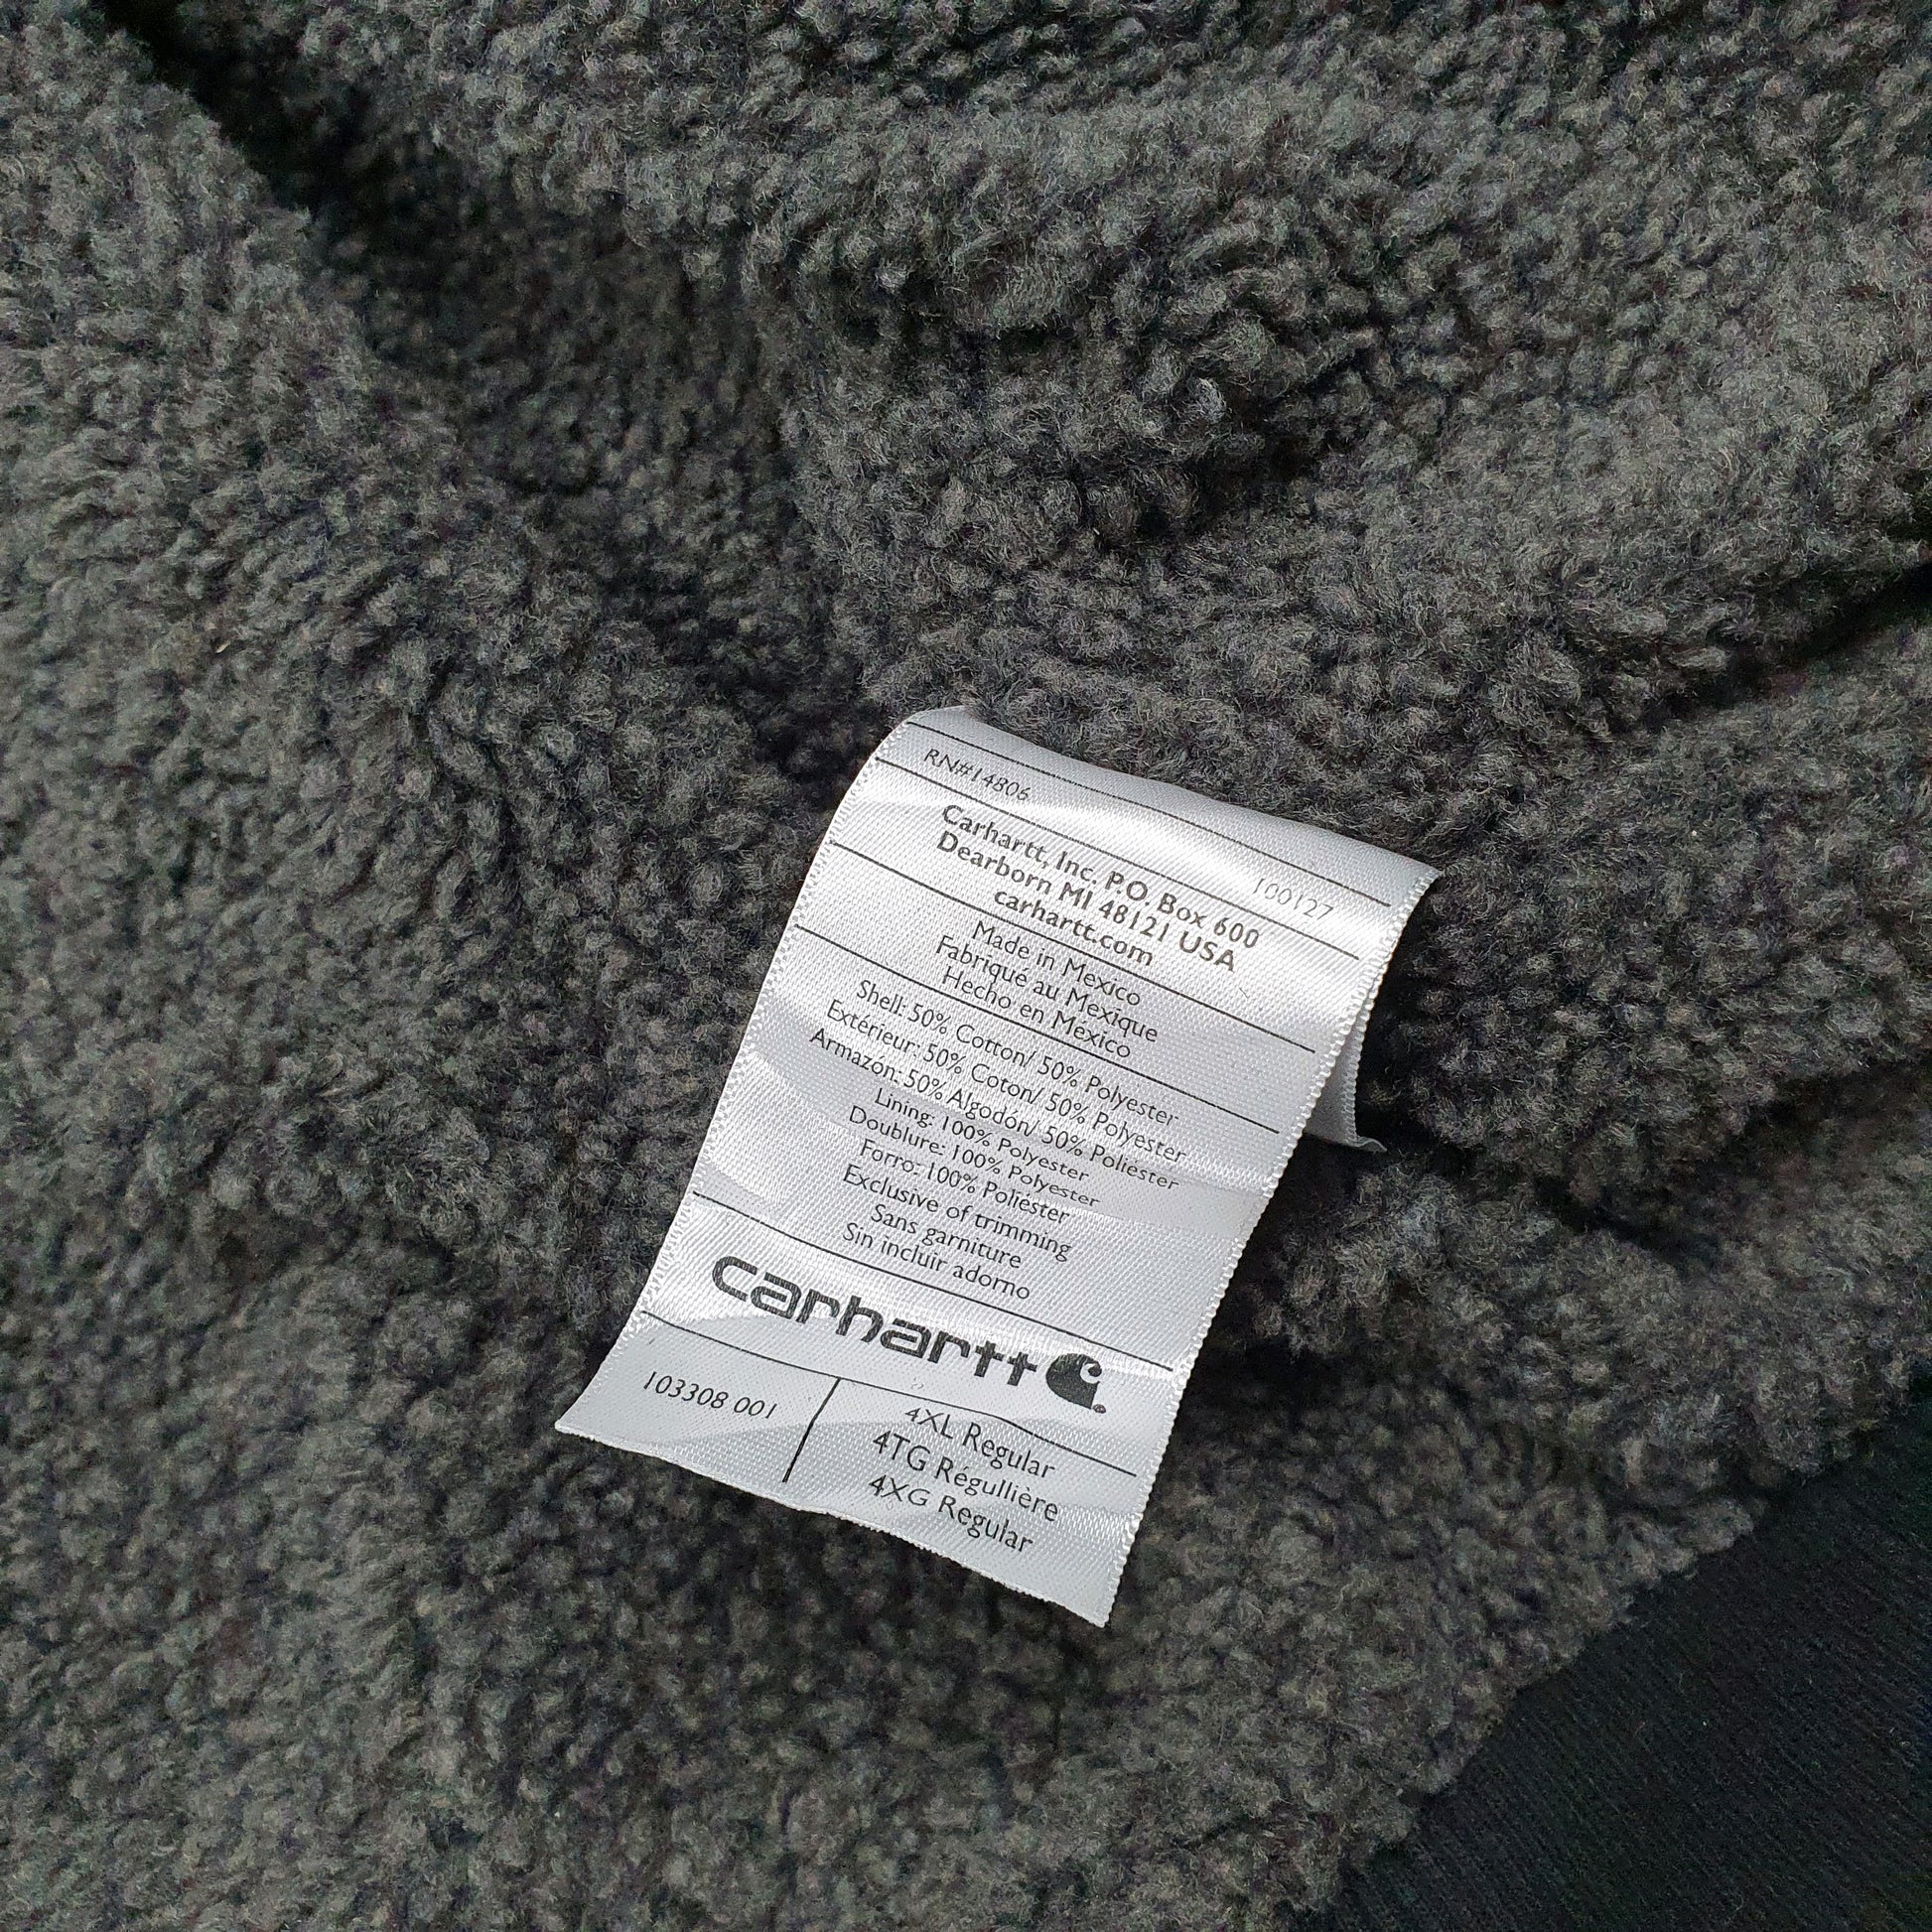 RN#14806 100127
Carhartt, Inc. P.O. Box 600
Dearborn MI 48121 USA
carhartt.com
Made in Mexico
Fabriqué au Mexique
Hecho en Mexico
Shell: 50% Cotton/ 50% Polyester
Extérieur: 50% Coton/ 50% Polyester
Armazón: 50% Algodón/ 50% Poliéster
Lining: 100% Polyester
Doublure: 100% Polyester
Forro: 100% Poliéster
Exclusive of trimming
Sans garniture
Sin incluir adorno
carhartt
103308 001
4XL Regular
4TG Régullière
4XG Regular